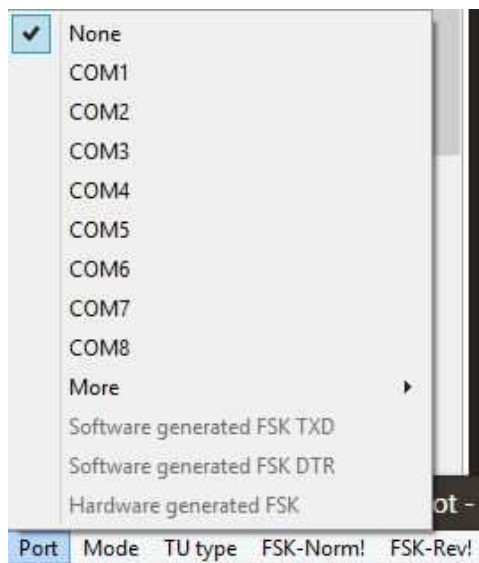 None
COM1
COM2
COM3
COM4
COM5
COM6
COM7
COM8
More
Software generated FSK TXD
Software generated FSK DTR
Hardware generated FSK
ot -
Port Mode TU type FSK-Norm! FSK-Rev!